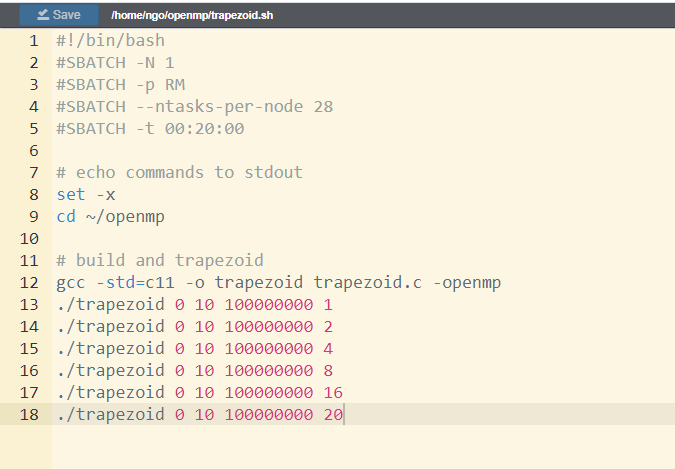 Save /home/ngo/openmp/trapezoid.sh
1 #!/bin/bash
2 #SBATCH -N 1
3 #SBATCH -p RM
4 #SBATCH --ntasks-per-node 28
5 #SBATCH -t 00:20:00
6
7 # echo commands to stdout
8 set -x
9 cd ~/openmp
10
11 # build and trapezoid
12 gcc -std=c11 -o trapezoid trapezoid.c -openmp
13 ./trapezoid 0 10 100000000 1
14 ./trapezoid 0 10 100000000 2
15 ./trapezoid 0 10 100000000 4
16 ./trapezoid 0 10 100000000 8
17 ./trapezoid 0 10 100000000 16
18 ./trapezoid 0 10 100000000 20